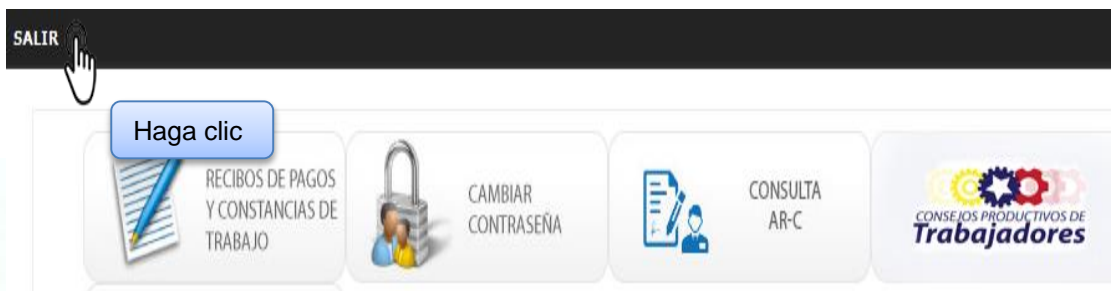 SALIR
Haga clic
RECIBOS DE PAGOS
Y CONSTANCIAS DE
TRABAJO
CAMBIAR
CONTRASEÑA
CONSULTA
AR-C
CONSEJOS PRODUCTIVOS DE
Trabajadores